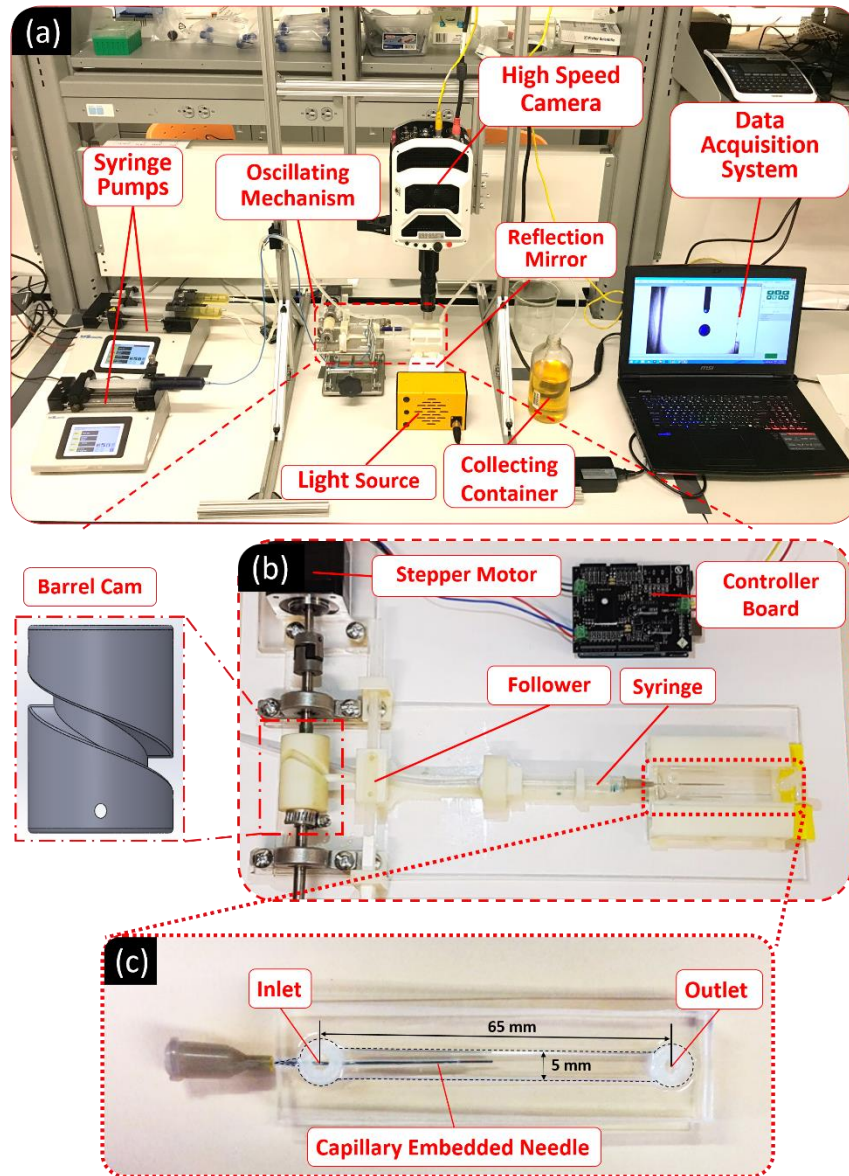 (a)
High Speed
Camera
Data
Acquisition
System
Syringe
Pumps
Oscillating
Mechanism
Reflection
Mirror
msi
Light Source
Collecting
Container
Barrel Cam
(b)
Stepper Motor
Controller
Board
Follower
Syringe
(c)
Inlet
Outlet
65 mm
5 mm
Capillary Embedded Needle